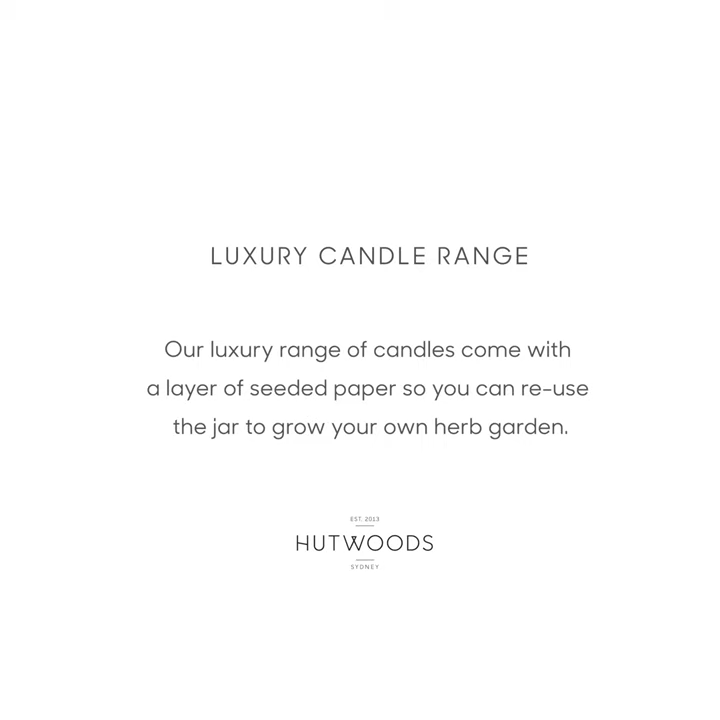 LUXURY CANDLE RANGE
Our luxury range of candles come with
a layer of seeded paper so you can re-use
the jar to grow your own herb garden.
EST. 2013
HUTWOODS
SYDNEY